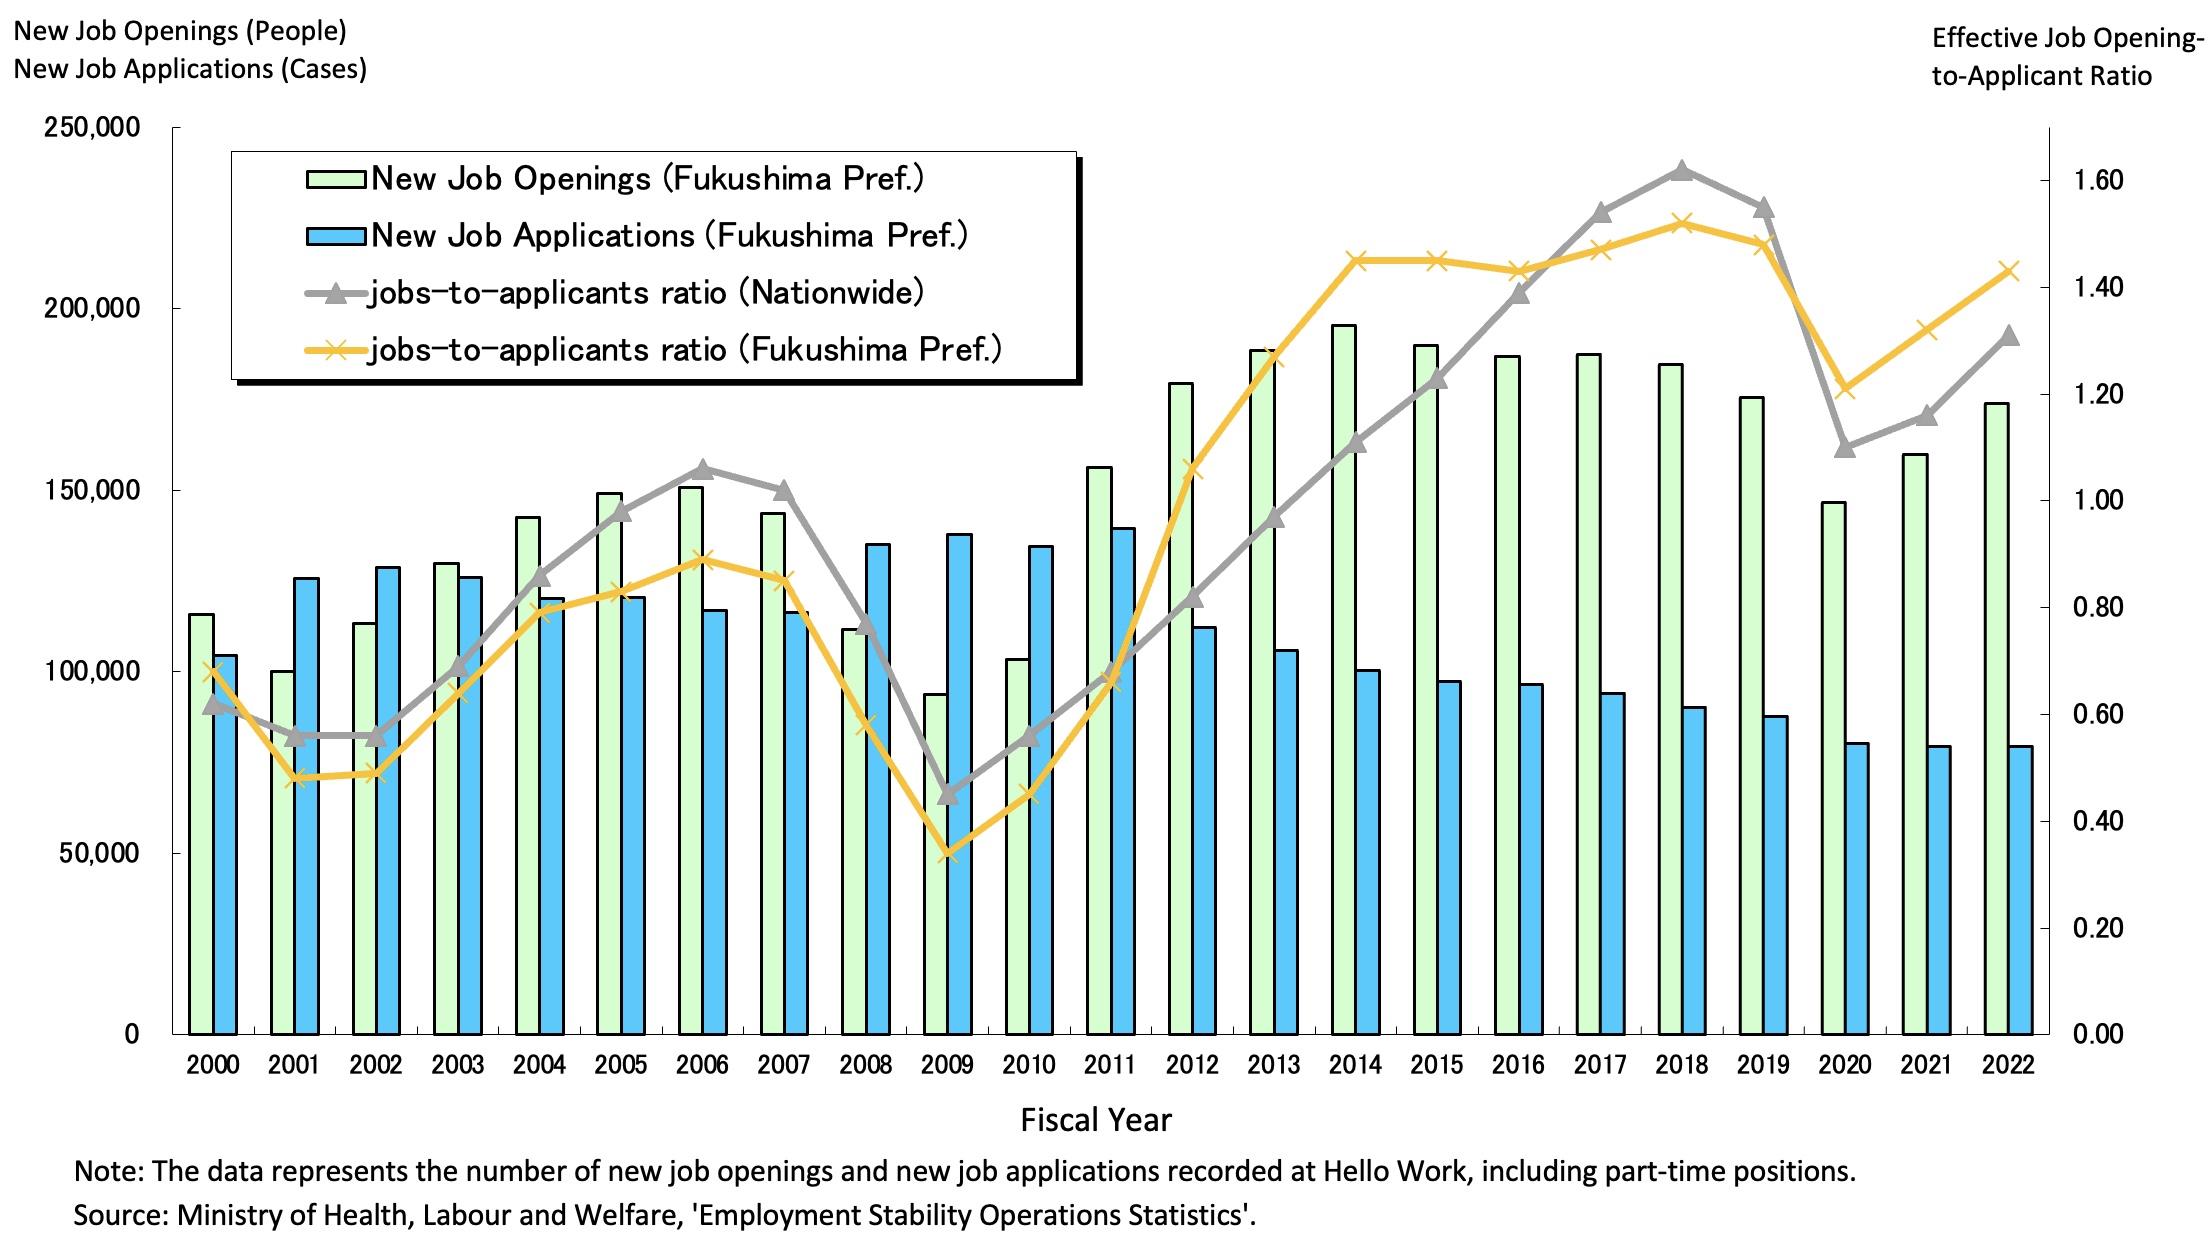 New Job Openings (People)
New Job Applications (Cases)
Effective Job Opening-
to-Applicant Ratio
250,000
200,000
150,000
100,000
50,000
0
New Job Openings (Fukushima Pref.)
New Job Applications (Fukushima Pref.)
jobs-to-applicants ratio (Nationwide)
jobs-to-applicants ratio (Fukushima Pref.)
1.60
1.40
1.20
1.00
0.80
0.60
0.40
0.20
0.00
2000 2001 2002 2003 2004 2005 2006 2007 2008 2009 2010 2011 2012 2013 2014 2015 2016 2017 2018 2019 2020 2021 2022
Fiscal Year
Note: The data represents the number of new job openings and new job applications recorded at Hello Work, including part-time positions.
Source: Ministry of Health, Labour and Welfare, 'Employment Stability Operations Statistics'.